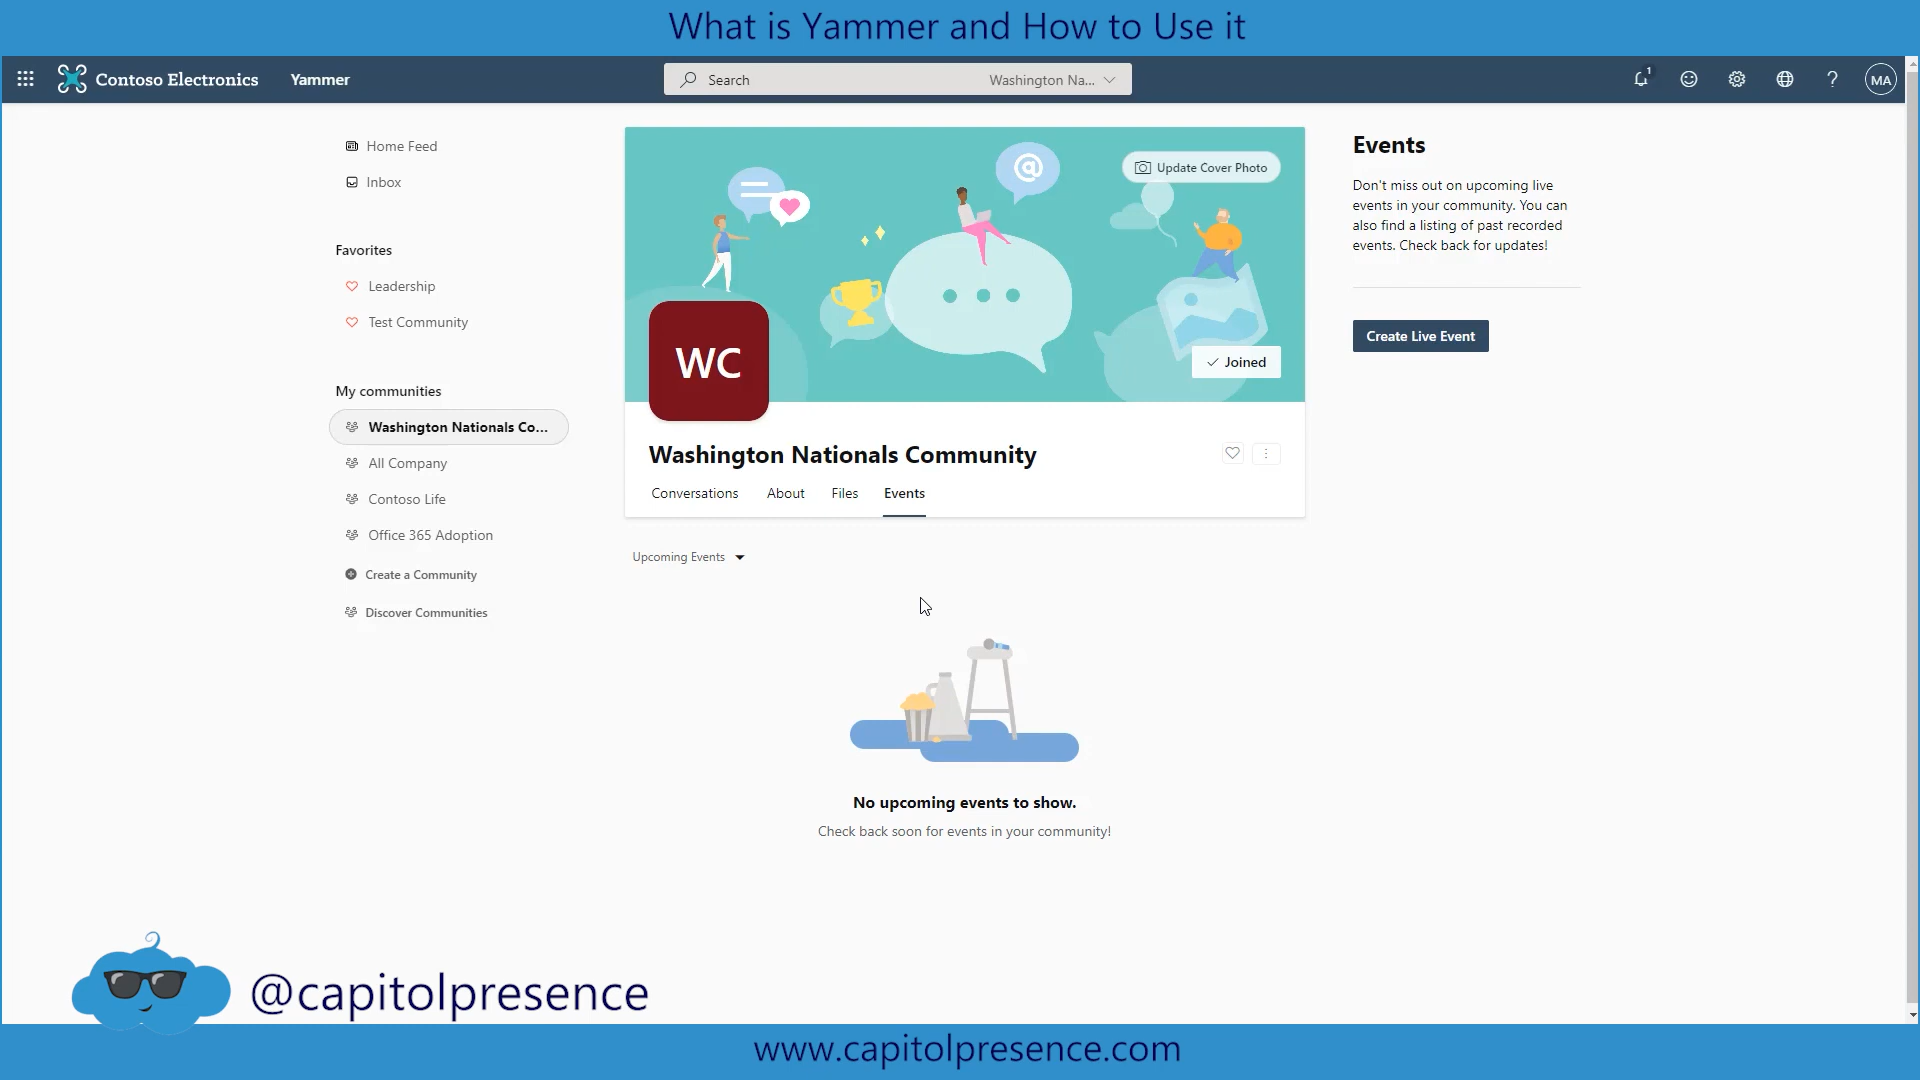 What is Yammer and How to Use it
Contoso Electronics
Yammer
Search
Washington Na...
1
?
MA
Home Feed
Inbox
Favorites
Leadership
Test Community
My communities
Washington Nationals Co...
All Company
Contoso Life
Office 365 Adoption
Create a Community
Discover Communities
@
Update Cover Photo
WC
Joined
Washington Nationals Community
Conversations
About
Files
Events
Upcoming Events
No upcoming events to show.
Check back soon for events in your community!
Events
Don't miss out on upcoming live
events in your community. You can
also find a listing of past recorded
events. Check back for updates!
Create Live Event
@capitolpresence
www.capitolpresence.com